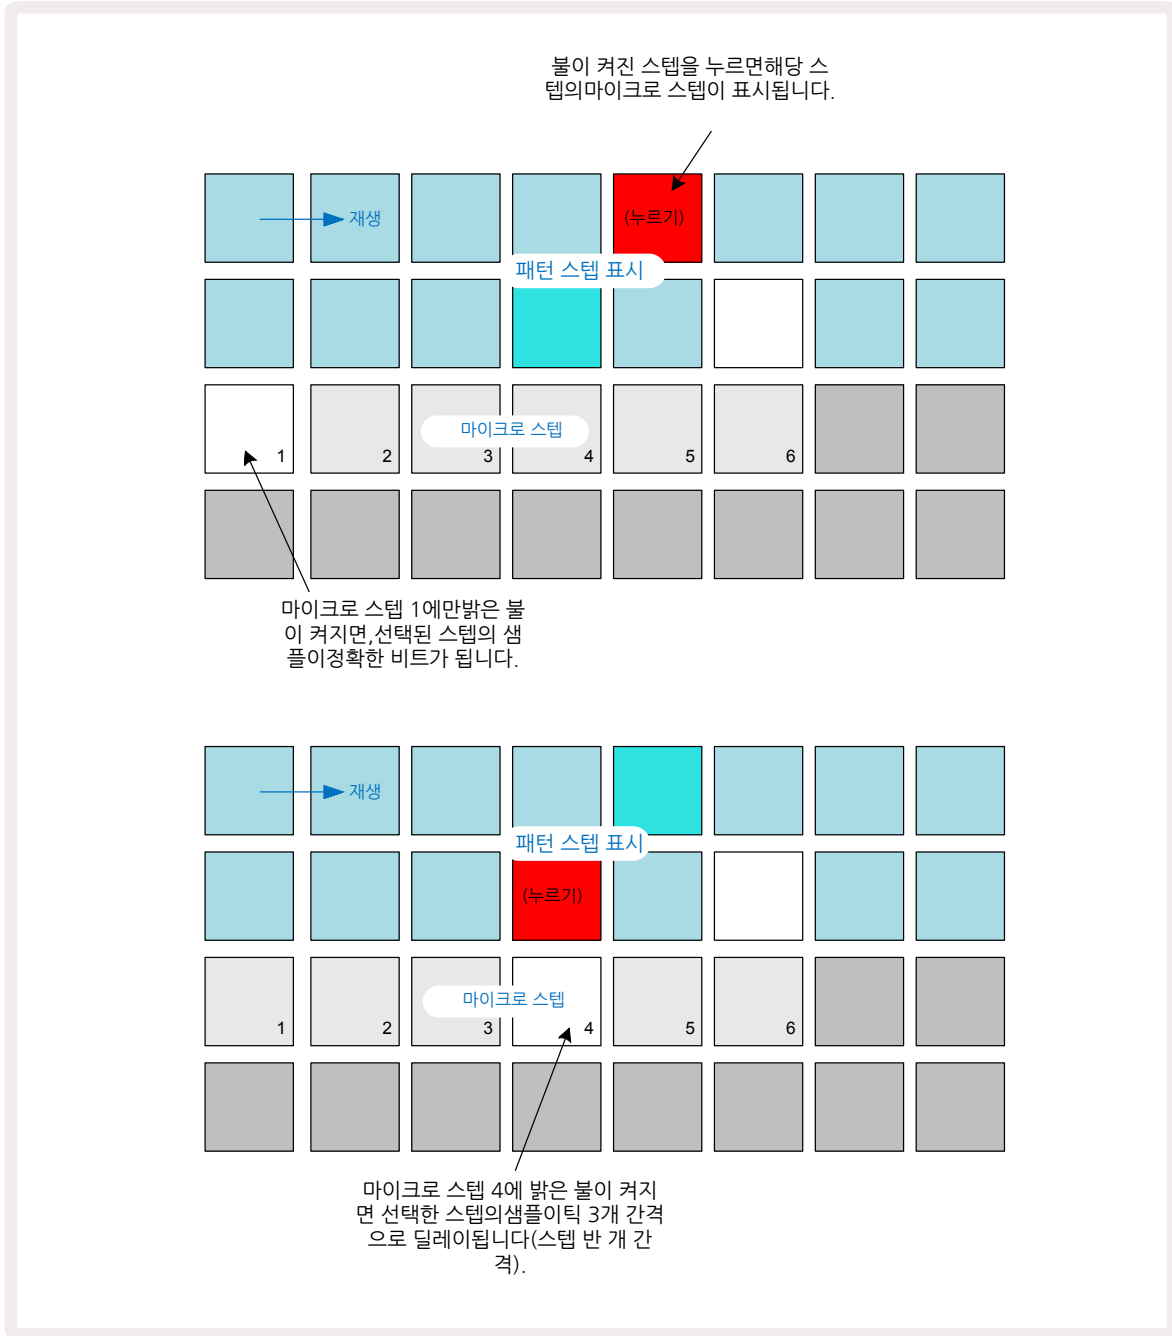 불이 켜진 스텝을 누르면해당 스
텝의마이크로 스텝이 표시됩니다.
재생
(누르기)
패턴 스텝 표시
마이크로 스텝
1
2
3
4
5
6
마이크로 스텝 1에만밝은 불
이 켜지면,선택된 스텝의 샘
플이정확한 비트가 됩니다.
재생
패턴 스텝 표시
(누르기)
마이크로 스텝
1
2
3
4
5
6
마이크로 스텝 4에 밝은 불이 켜지
면 선택한 스텝의샘플이틱 3개 간격
으로 딜레이됩니다(스텝 반 개 간
격).